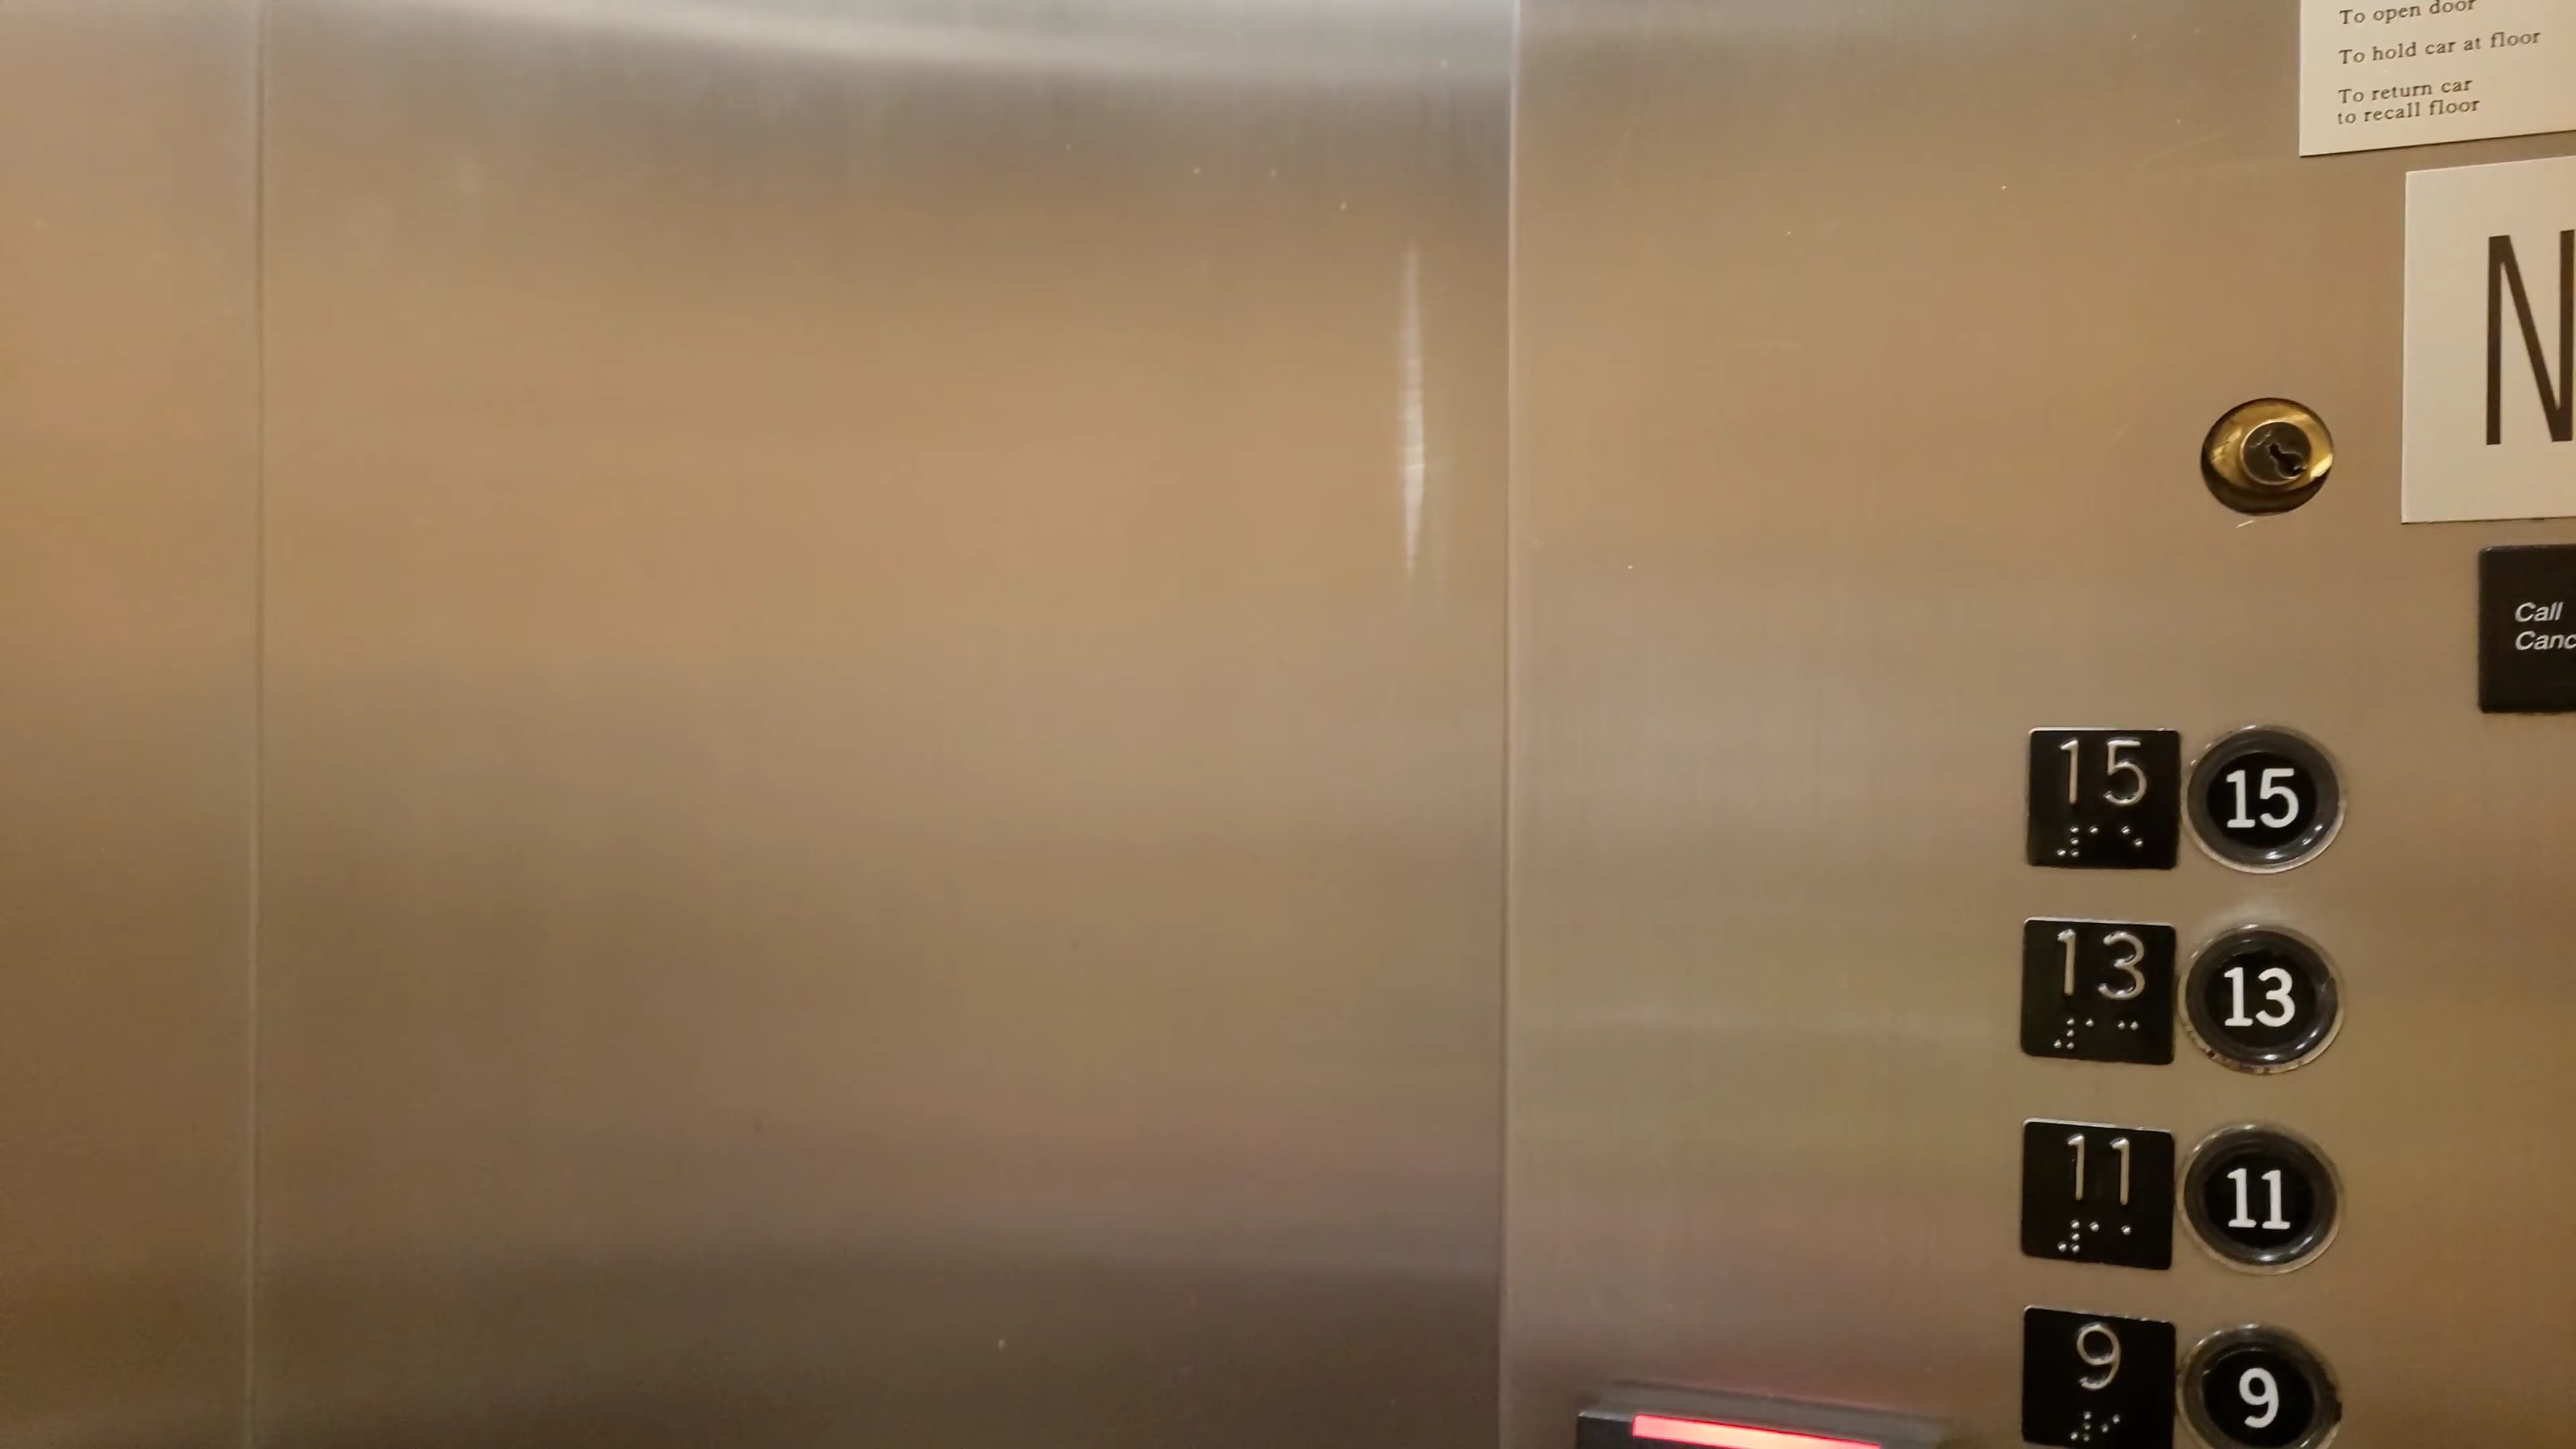 To open door
To hold car at floor
To return car
to recall floor
N
Call
15 15
13 13
11 11
9 9